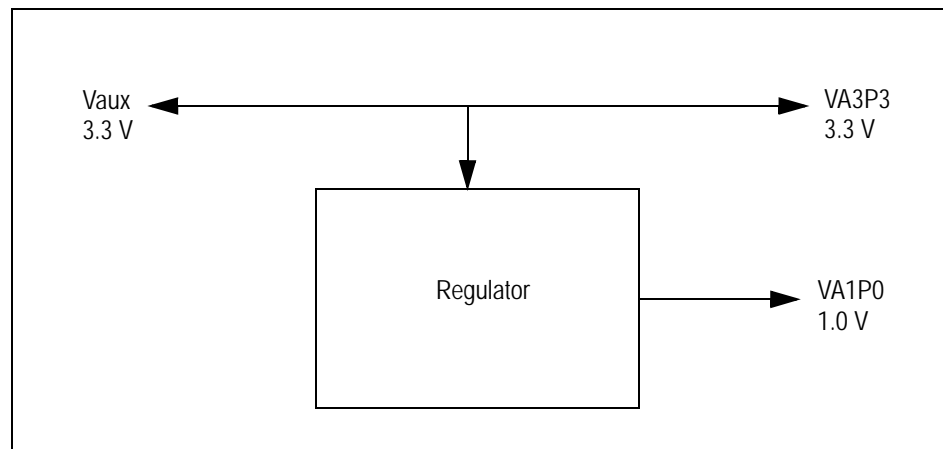 Vaux
3.3 V
VA3P3
3.3 V
Regulator
VA1P0
1.0 V